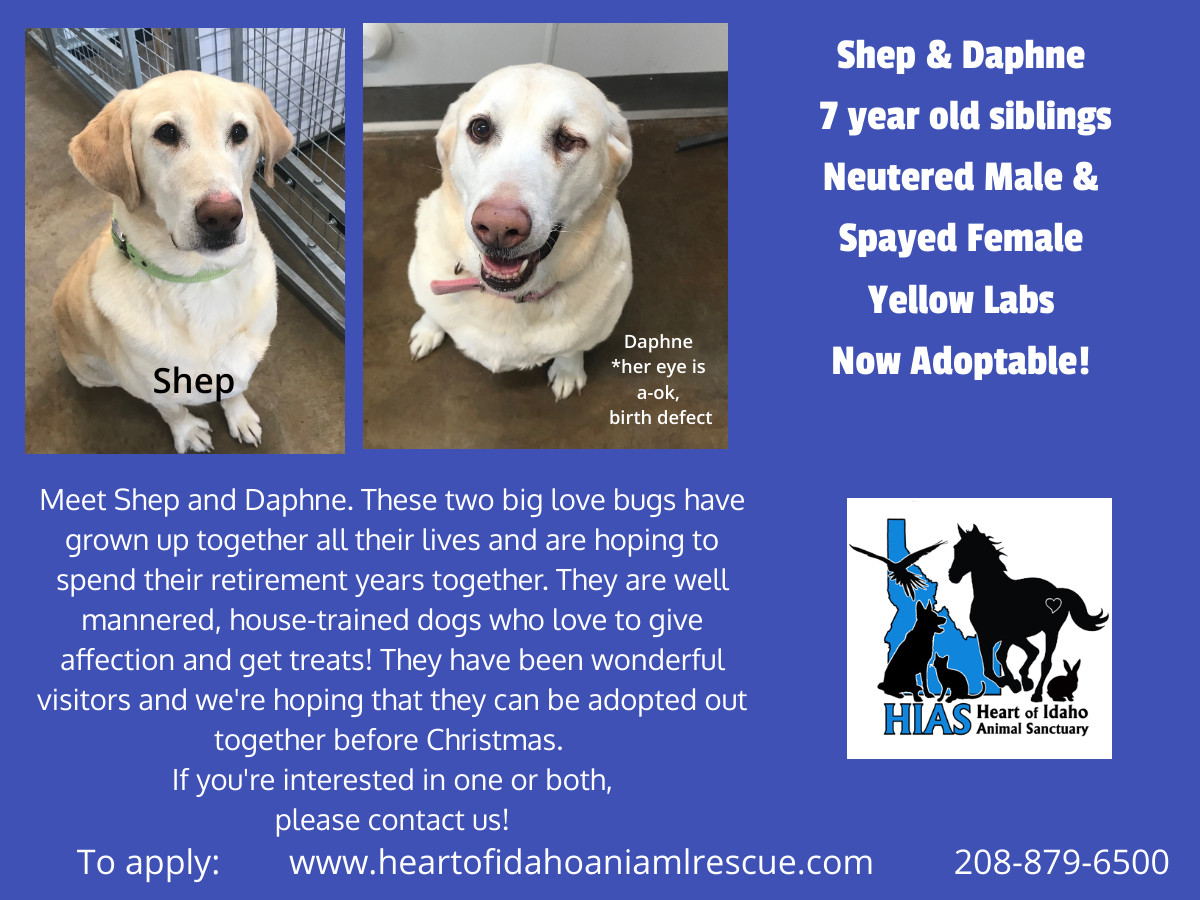 Shep & Daphne
7 year old siblings
Neutered Male &
Spayed Female
Yellow Labs
Now Adoptable!
Shep
Daphne
*her eye is
a-ok,
birth defect
Meet Shep and Daphne. These two big love bugs have
grown up together all their lives and are hoping to
spend their retirement years together. They are well
mannered, house-trained dogs who love to give
affection and get treats! They have been wonderful
visitors and we're hoping that they can be adopted out
together before Christmas.
If you're interested in one or both,
please contact us!
HIAS Heart of Idaho
Animal Sanctuary
To apply: www.heartofidahoaniamlrescue.com 208-879-6500